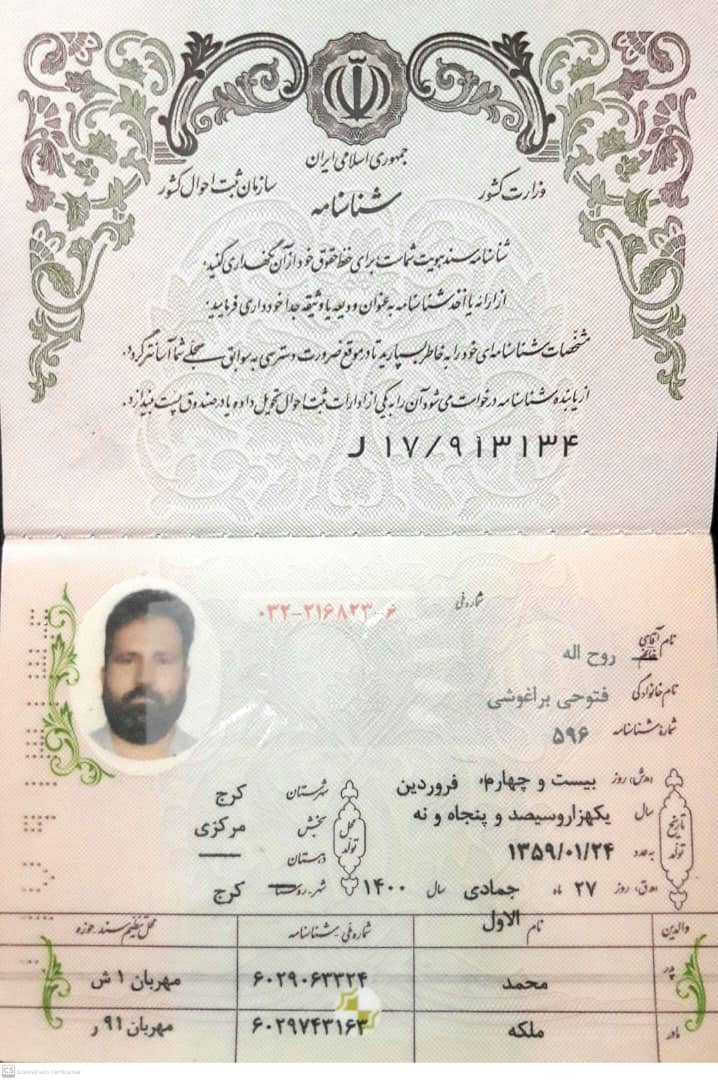 جمهوری اسلامی ایران
وزارت کشور
سازمان ثبت احوال کشور
شناسنامه
شناسنامه سند هویت شماست برای حفظ حقوق خود از آن نگهداری کنید.
از ارائه یا اخذ شناسنامه به عنوان ودیعه یا وثیقه جداً خودداری فرمایید.
مشخصات شناسنامه‌ای خود را به خاطر بسپارید تا در موقع ضرورت دسترسی به سوابق سجلی شما آسانتر گردد.
از یابنده شناسنامه درخواست می‌شود آن را به یکی از ادارات ثبت احوال تحویل داده یا در صندوق پست بیندازد.
ل ۱۷/۹۱۳۱۳۴
شماره ملی ۰۳۲-۲۱۶۸۲۳-۶
نام آقای خانم روح اله
نام خانوادگی فتوحی براغوشی
شماره شناسنامه ۵۹۶
تاریخ تولد
(ه.ش) روز بیست و چهارم ماه فروردین
سال یکهزاروسیصد و پنجاه و نه
به عدد ۱۳۵۹/۰۱/۲۴
(ه.ق) روز ۲۷ ماه جمادی الاول سال ۱۴۰۰
محل تولد
شهرستان کرج
بخش مرکزی
دهستان
شهر-روستا کرج
والدین نام شماره ملی-شناسنامه محل تنظیم سند-حوزه
پدر محمد ۶۰۲۹۰۶۳۳۲۴ مهربان ۱ ش
مادر ملکه ۶۰۲۹۷۴۳۱۶۳ مهربان ۹۱ ر
CS Scanned with CamScanner